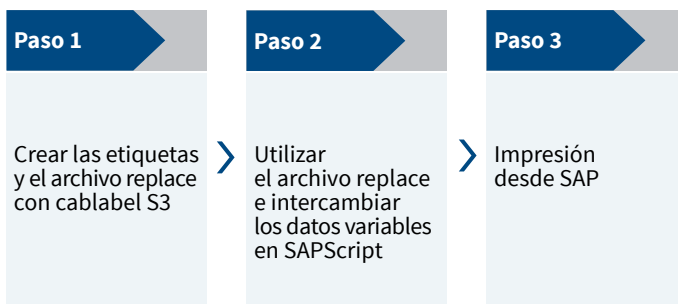 Paso 1
Crear las etiquetas
y el archivo replace
con cablabel S3
Paso 2
Utilizar
el archivo replace
e intercambiar
los datos variables
en SAPScript
Paso 3
Impresión
desde SAP